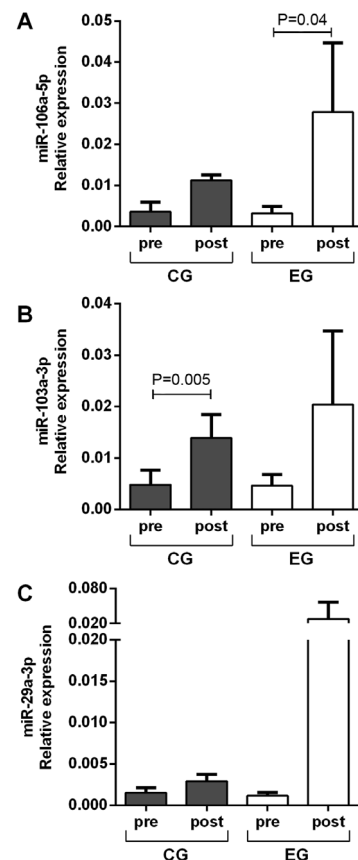 A
miR-106a-5p
Relative expression
0.05
0.04
0.03
0.02
0.01
0.00
P=0.04
pre post pre post
CG EG
B
miR-103a-3p
Relative expression
0.04
0.03
0.02
0.01
0.00
P=0.005
pre post pre post
CG EG
C
miR-29a-3p
Relative expression
0.080
0.020
0.020
0.015
0.010
0.005
0.000
pre post pre post
CG EG